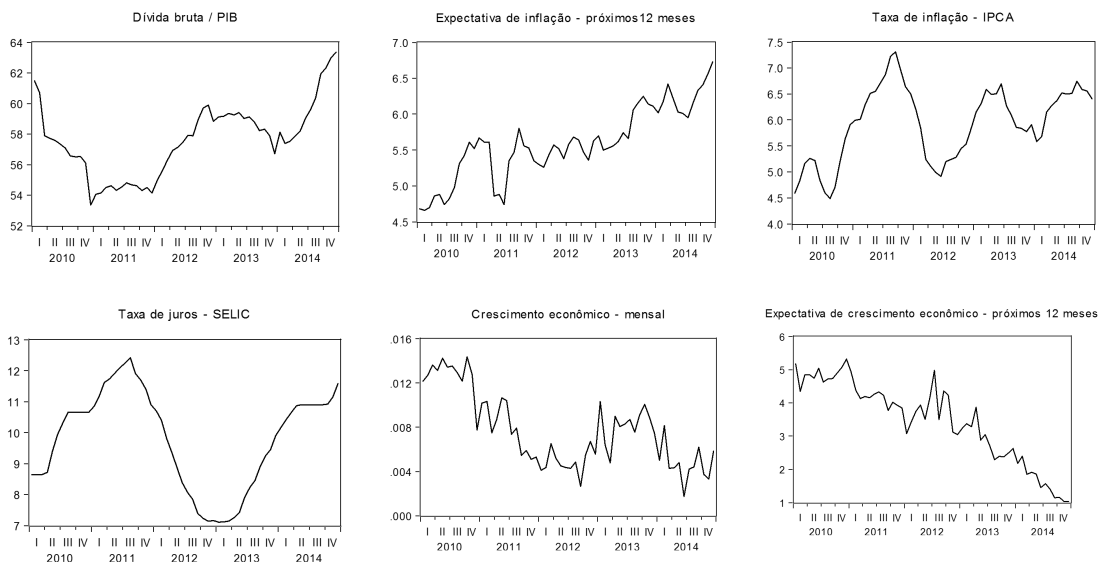 Dívida bruta / PIB
64
62
60
58
56
54
52
I II III IV I II III IV I II III IV I II III IV I II III IV
2010 2011 2012 2013 2014
Expectativa de inflação - próximos12 meses
7.0
6.5
6.0
5.5
5.0
4.5
I II III IV I II III IV I II III IV I II III IV I II III IV
2010 2011 2012 2013 2014
Taxa de inflação - IPCA
7.5
7.0
6.5
6.0
5.5
5.0
4.5
4.0
I II III IV I II III IV I II III IV I II III IV I II III IV
2010 2011 2012 2013 2014
Taxa de juros - SELIC
13
12
11
10
9
8
7
I II III IV I II III IV I II III IV I II III IV I II III IV
2010 2011 2012 2013 2014
Crescimento econômico - mensal
.016
.012
.008
.004
.000
I II III IV I II III IV I II III IV I II III IV I II III IV
2010 2011 2012 2013 2014
Expectativa de crescimento econômico - próximos 12 meses
6
5
4
3
2
1
I II III IV I II III IV I II III IV I II III IV I II III IV
2010 2011 2012 2013 2014